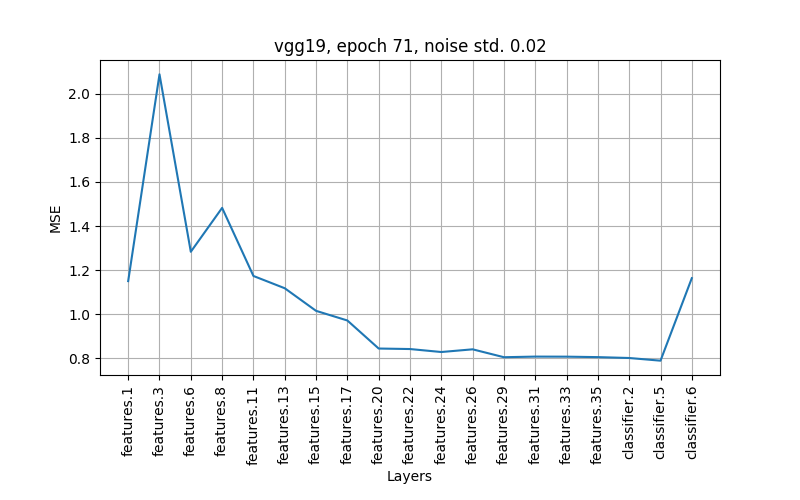 vgg19, epoch 71, noise std. 0.02
MSE
2.0
1.8
1.6
1.4
1.2
1.0
0.8
features.1
features.3
features.6
features.8
features.11
features.13
features.15
features.17
features.20
features.22
features.24
features.26
features.29
features.31
features.33
features.35
classifier.2
classifier.5
classifier.6
Layers